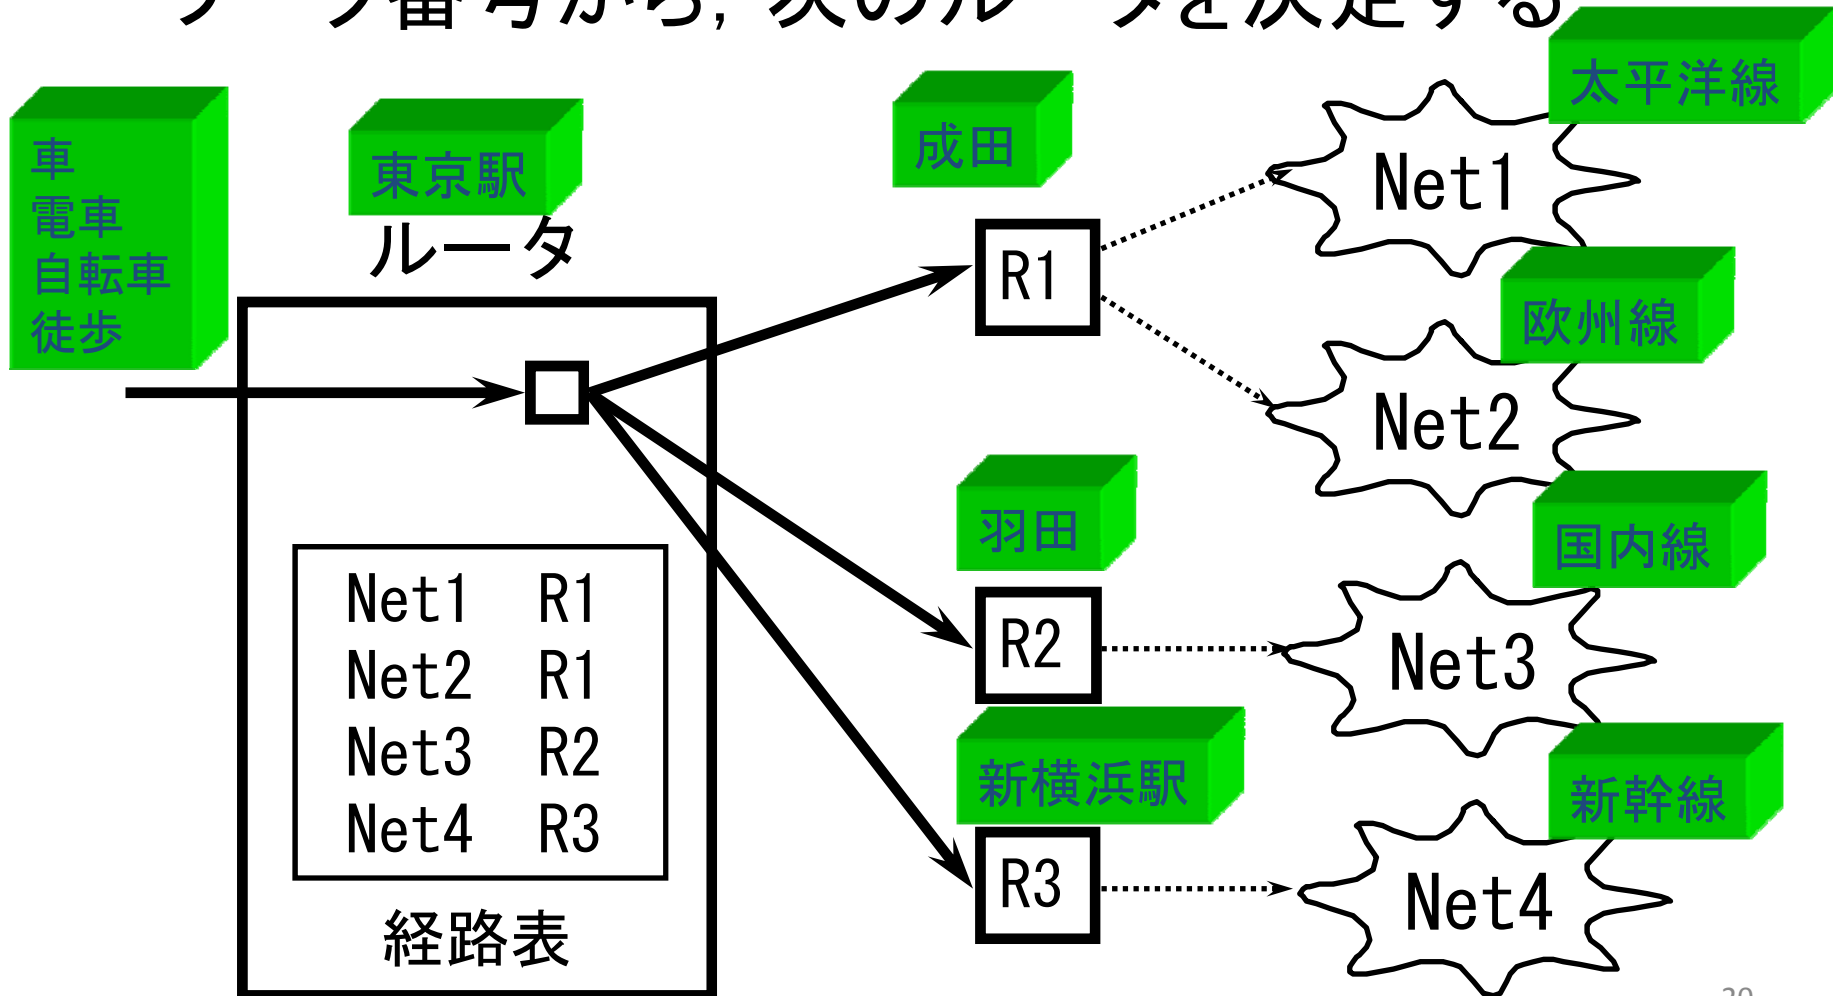 太平洋線
車
電車
自転車
徒歩
東京駅
ルータ
成田
R1
Net1
欧州線
Net2
羽田
R2
国内線
Net3
新横浜駅
R3
新幹線
Net4
Net1 R1
Net2 R1
Net3 R2
Net4 R3
経路表